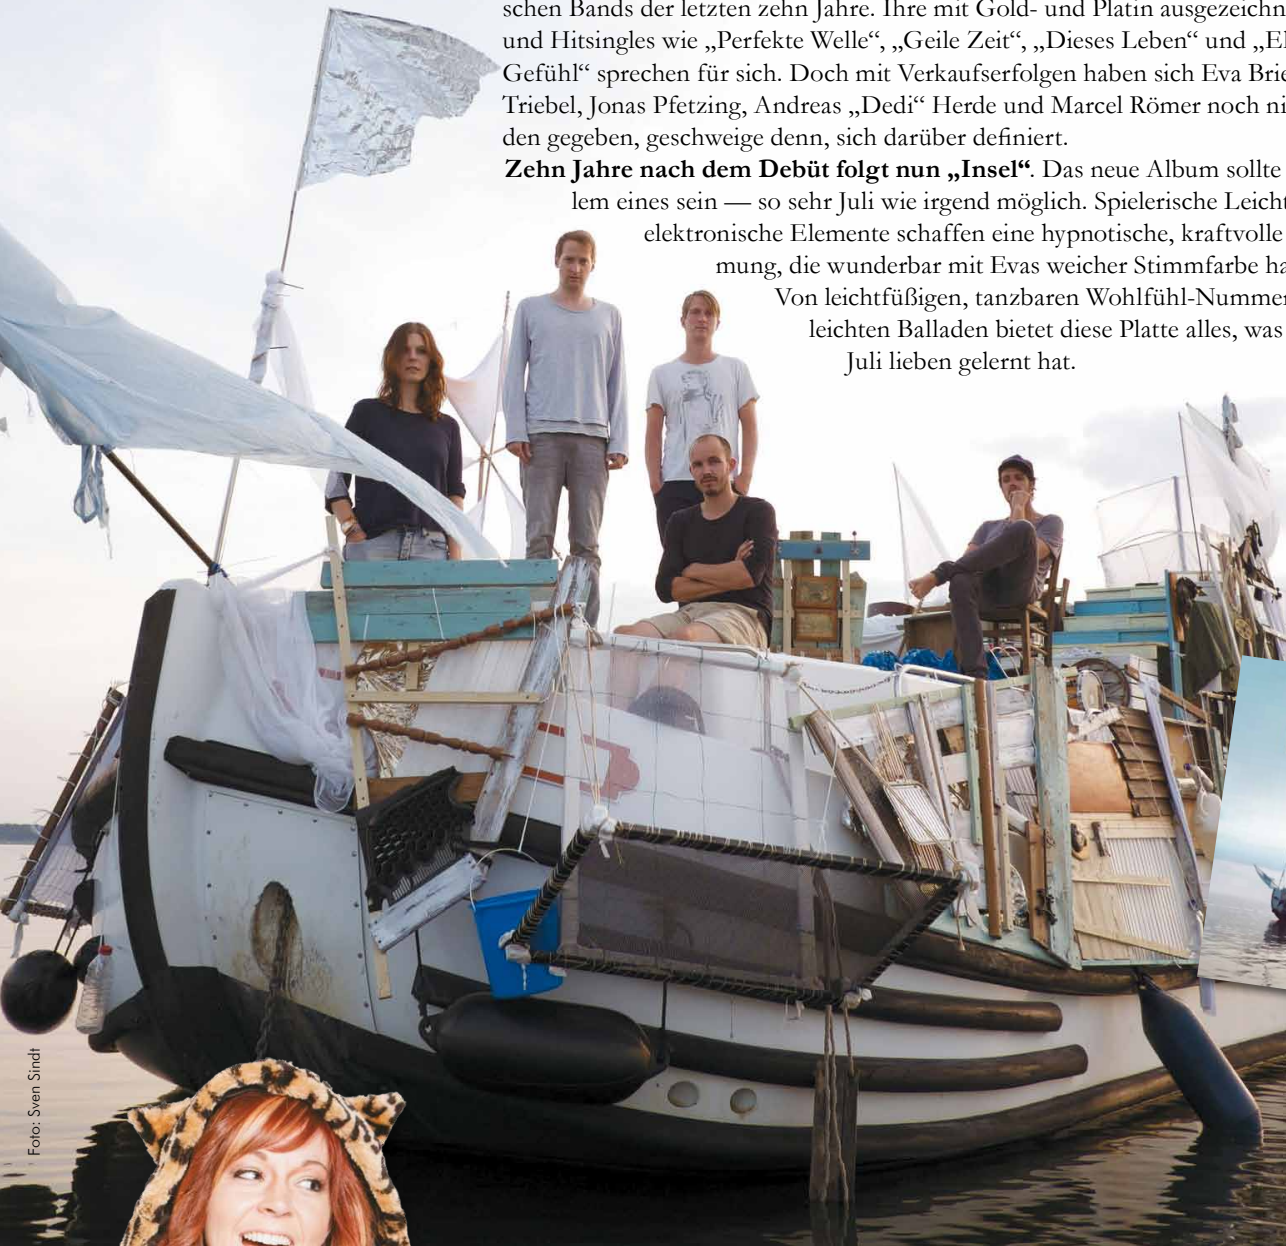 schen Bands der letzten zehn Jahre. Ihre mit Gold- und Platin ausgezeichn
und Hitsingles wie „Perfekte Welle“, „Geile Zeit“, „Dieses Leben“ und „El
Gefühl“ sprechen für sich. Doch mit Verkaufserfolgen haben sich Eva Brie
Triebel, Jonas Pfetzing, Andreas „Dedi“ Herde und Marcel Römer noch ni
den gegeben, geschweige denn, sich darüber definiert.
Zehn Jahre nach dem Debüt folgt nun „Insel“. Das neue Album sollte
lem eines sein — so sehr Juli wie irgend möglich. Spielerische Leicht
elektronische Elemente schaffen eine hypnotische, kraftvolle
mung, die wunderbar mit Evas weicher Stimmfarbe ha
Von leichtfüßigen, tanzbaren Wohlfühl-Nummer
leichten Balladen bietet diese Platte alles, was
Juli lieben gelernt hat.
Foto: Sven Sindt